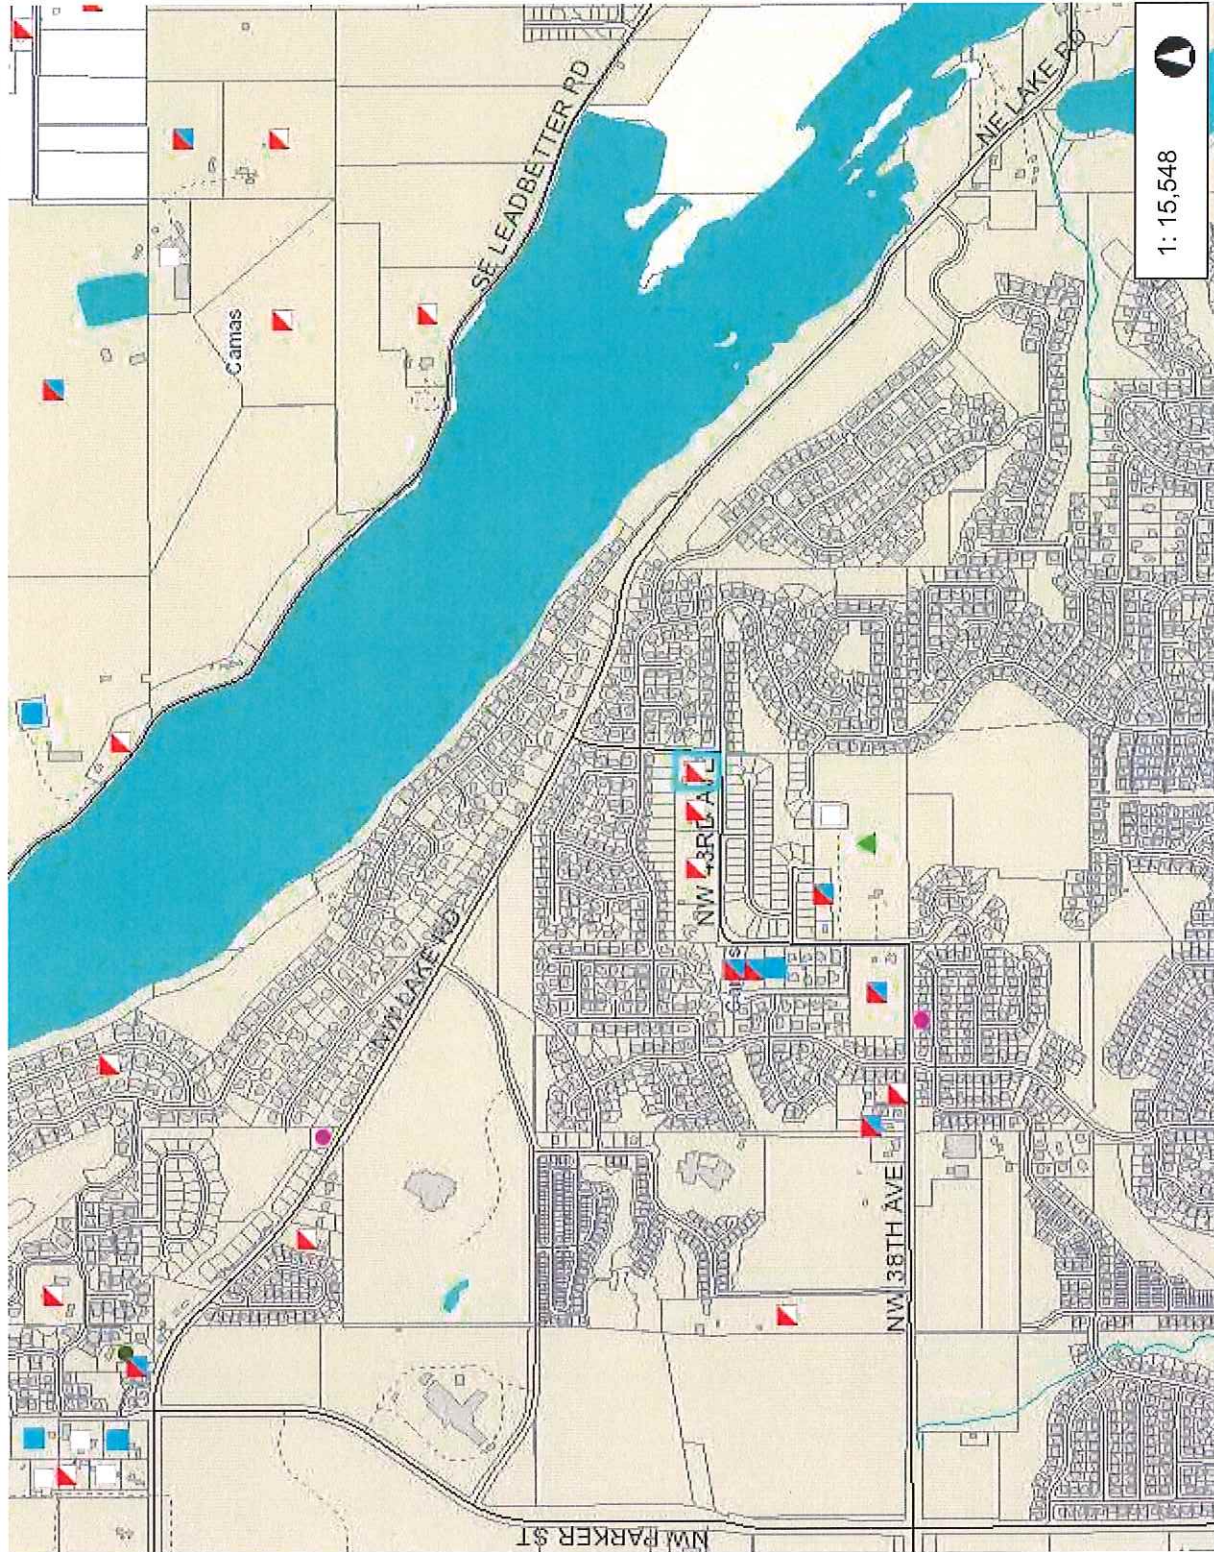 SE LEADBETTER RD
NE LAKE RD
1: 15,548
Camas
NW LAKE RD
NW 43RD AVE
NW 38TH AVE
NW PARKER ST